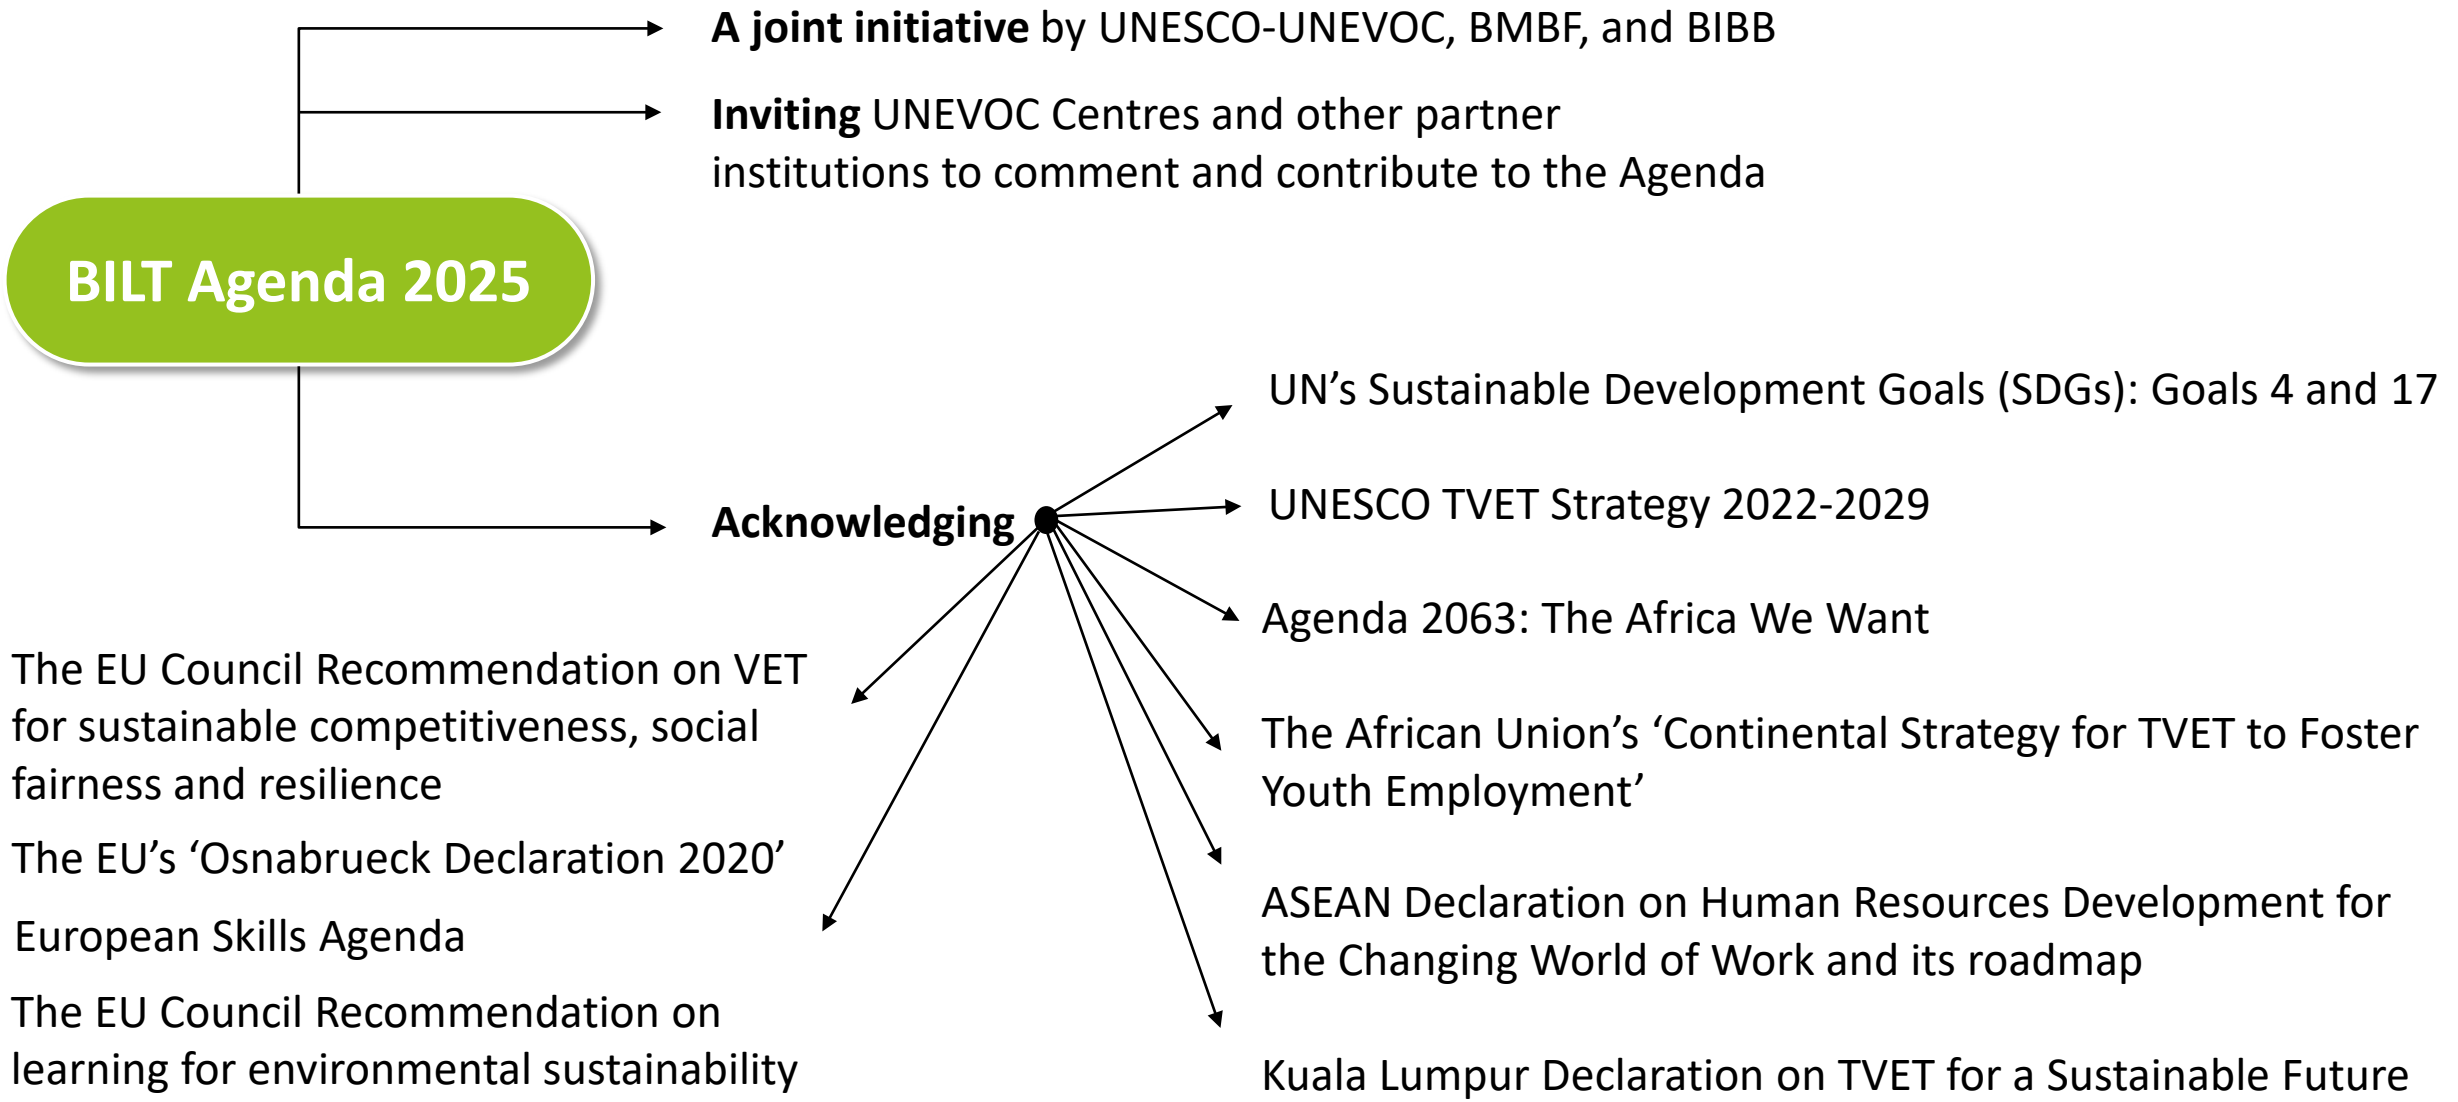 A joint initiative by UNESCO-UNEVOC, BMBF, and BIBB
Inviting UNEVOC Centres and other partner
institutions to comment and contribute to the Agenda
BILT Agenda 2025
Acknowledging
UN’s Sustainable Development Goals (SDGs): Goals 4 and 17
UNESCO TVET Strategy 2022-2029
Agenda 2063: The Africa We Want
The African Union’s ‘Continental Strategy for TVET to Foster
Youth Employment’
ASEAN Declaration on Human Resources Development for
the Changing World of Work and its roadmap
Kuala Lumpur Declaration on TVET for a Sustainable Future
The EU Council Recommendation on VET
for sustainable competitiveness, social
fairness and resilience
The EU’s ‘Osnabrueck Declaration 2020’
European Skills Agenda
The EU Council Recommendation on
learning for environmental sustainability